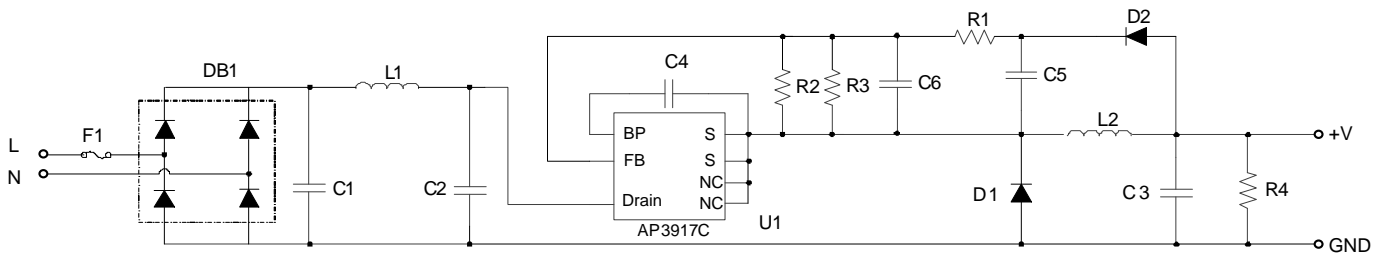 D2
R1
DB1
L1
C4
R2
R3
C6
C5
L2
F1
BP
S
+V
L
FB
S
N
C1
C2
NC
D1
C 3
R4
Drain
NC
U1
AP3917C
GND